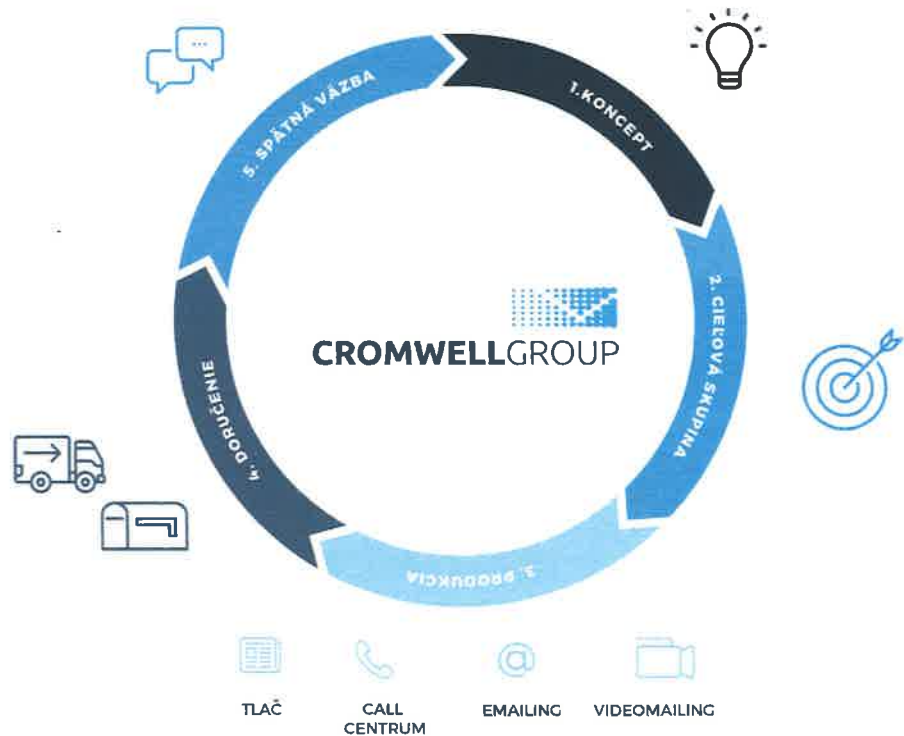 1.KONCEPT
2. CIEĽOVÁ SKUPINA
3. PRODUKCIA
4. DORUČENIE
5. SPÄTNÁ VÄZBA
CROMWELLGROUP
TLAČ
CALL
CENTRUM
EMAILING
VIDEOMAILING